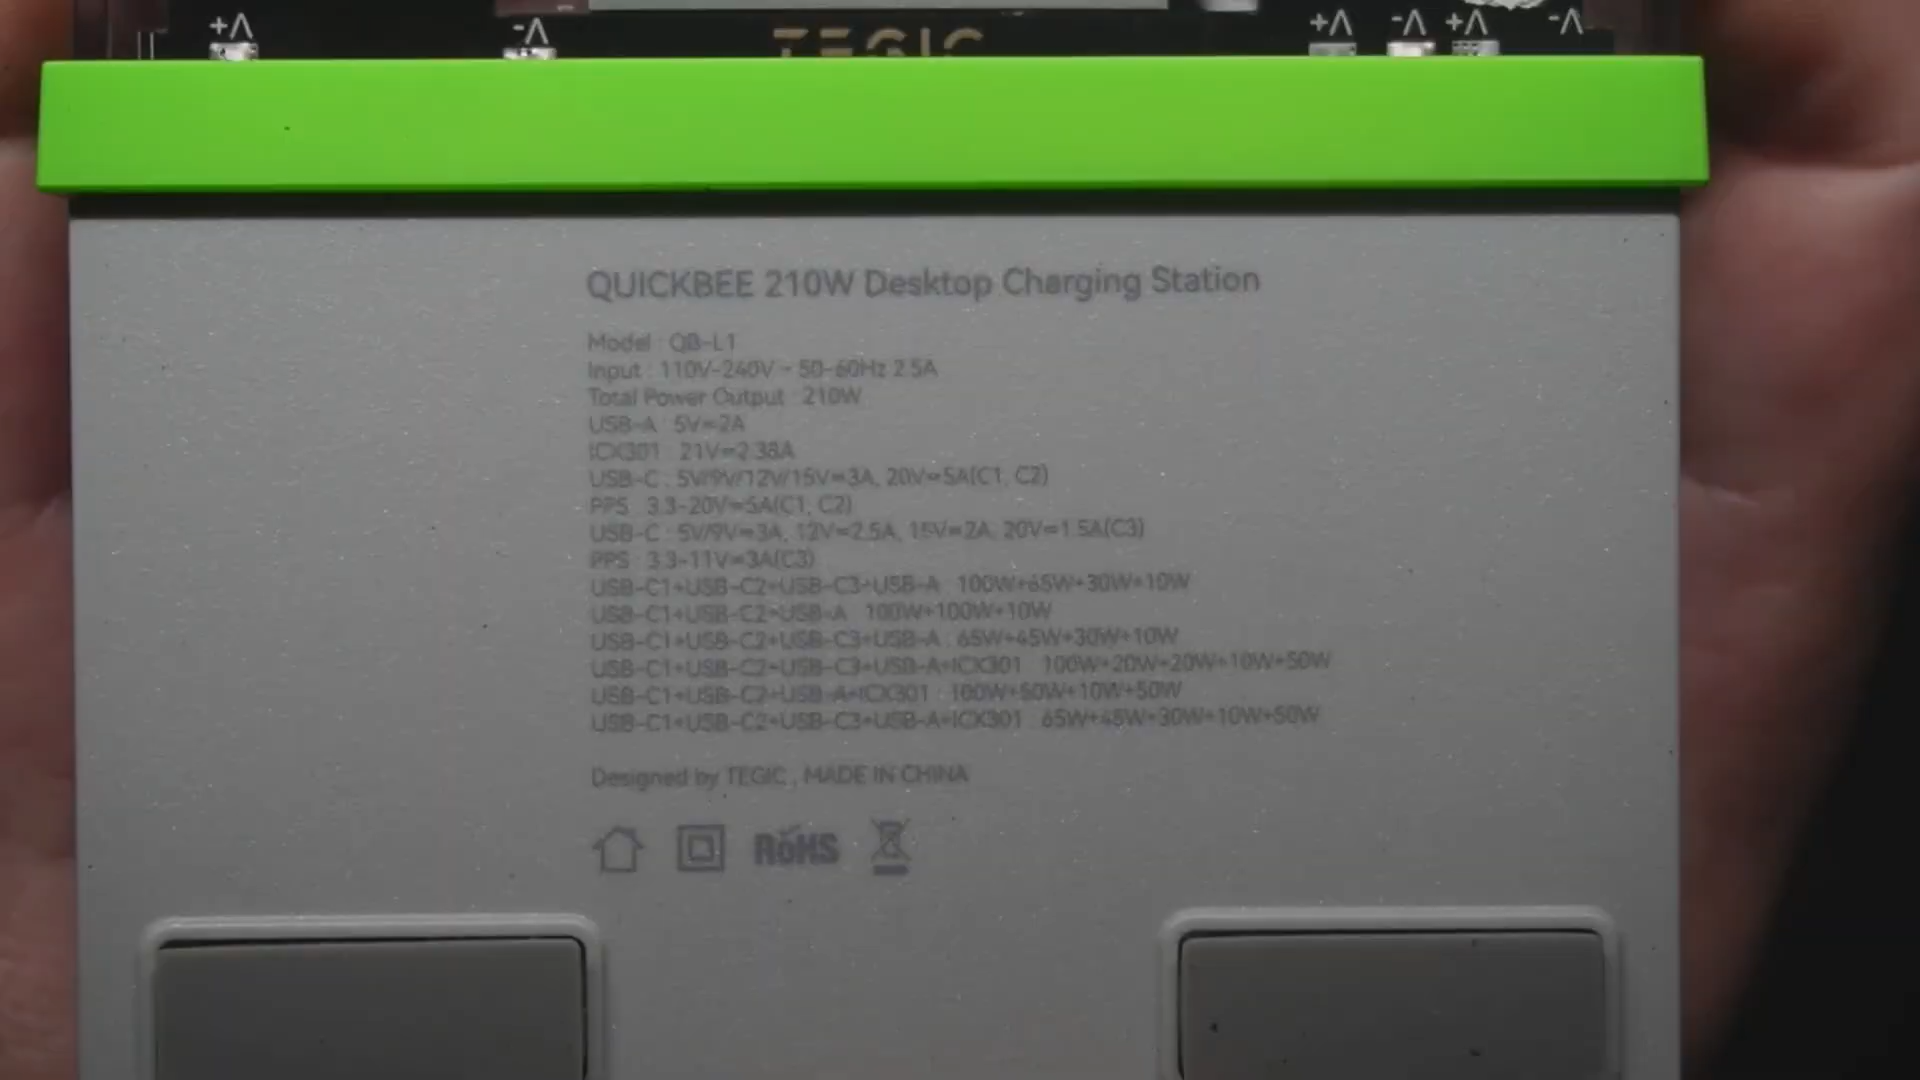 +V -V TEGIC +V -V +V -V
QUICKBEE 210W Desktop Charging Station
Model : QB-L1
Input : 110V-240V ~ 50-60Hz 2.5A
Total Power Output : 210W
USB-A : 5V=2A
ICX301 : 21V=2.38A
USB-C : 5V/9V/12V/15V=3A, 20V=5A(C1, C2)
PPS : 3.3-20V=5A(C1, C2)
USB-C : 5V/9V=3A, 12V=2.5A, 15V=2A, 20V=1.5A(C3)
PPS : 3.3-11V=3A(C3)
USB-C1+USB-C2+USB-C3+USB-A : 100W+65W+30W+10W
USB-C1+USB-C2+USB-A : 100W+100W+10W
USB-C1+USB-C2+USB-C3+USB-A : 65W+45W+30W+10W
USB-C1+USB-C2+USB-C3+USB-A+ICX301 : 100W+20W+20W+10W+50W
USB-C1+USB-C2+USB-A+ICX301 : 100W+50W+10W+50W
USB-C1+USB-C2+USB-C3+USB-A+ICX301 : 65W+45W+30W+10W+50W
Designed by TEGIC , MADE IN CHINA
RoHS